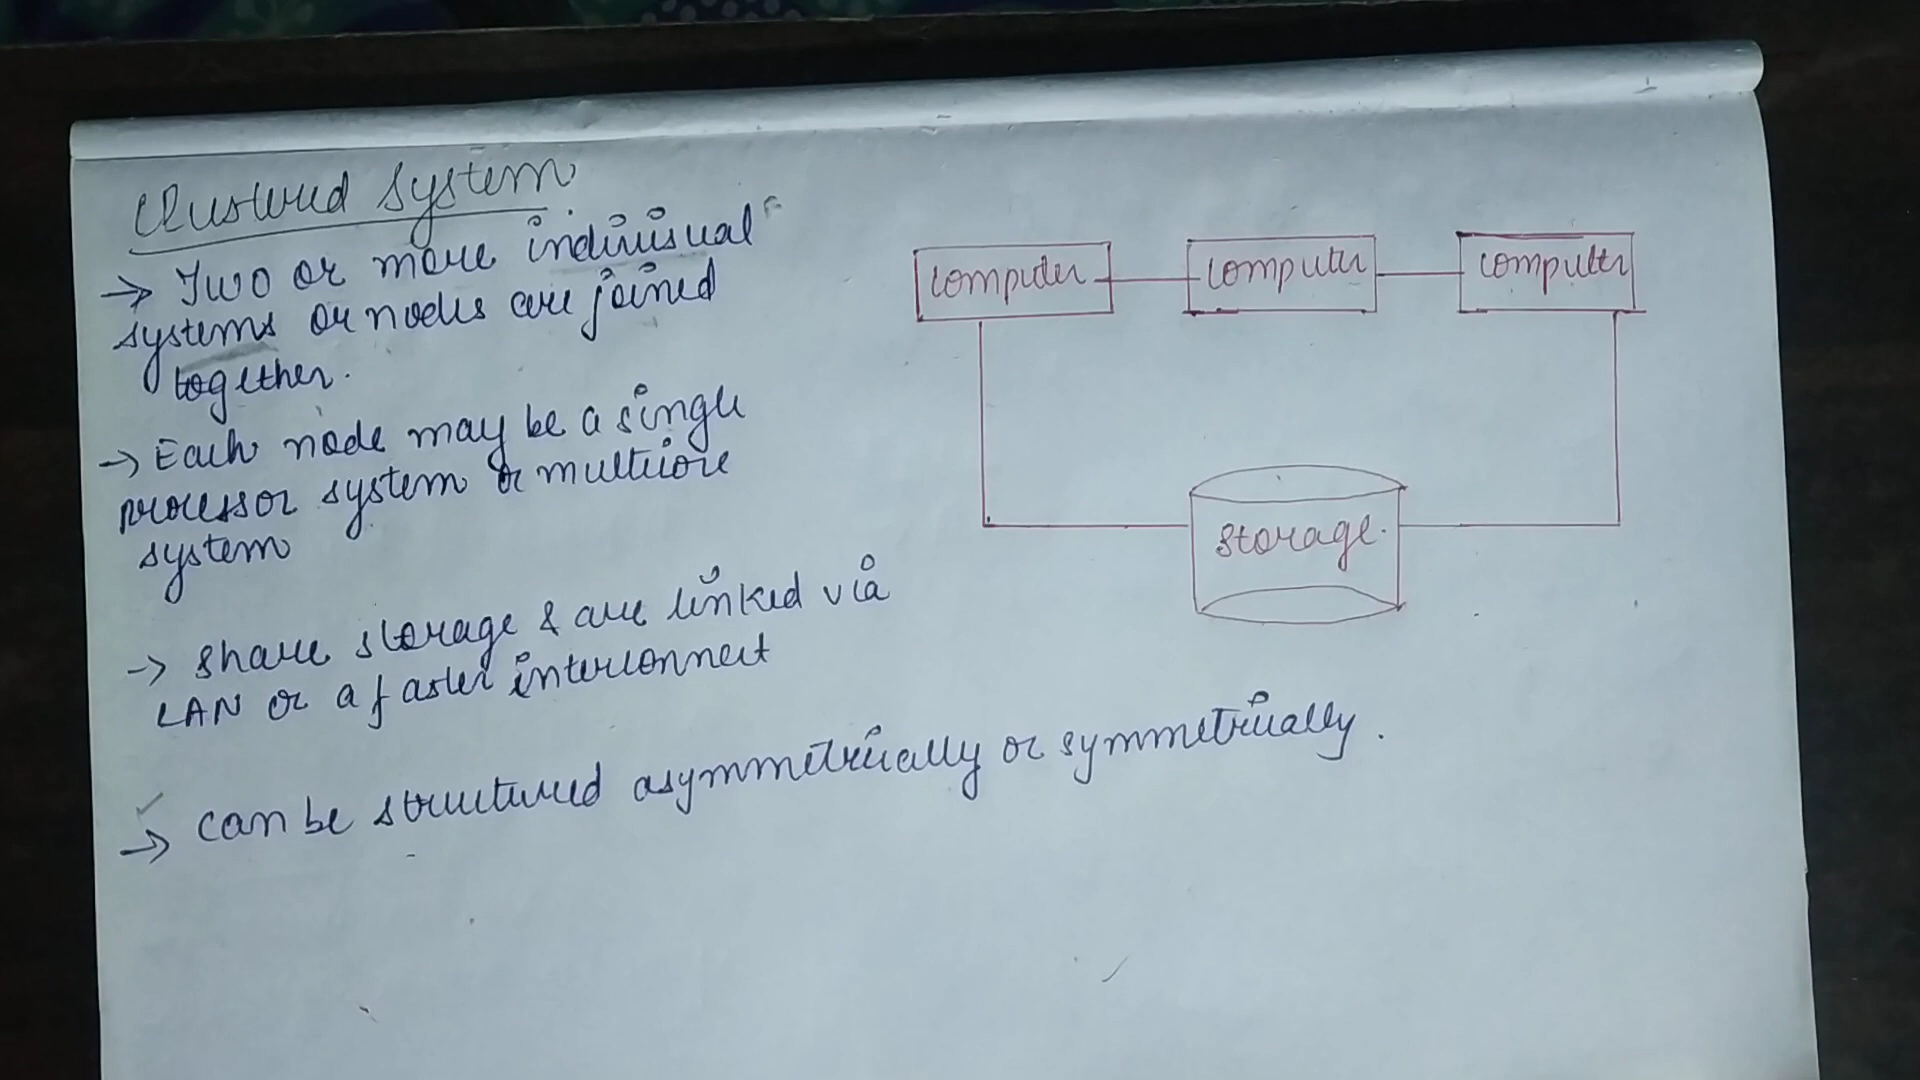 Clustered System
→ Two or more indivisual
systems or nodes are joined
together.
→ Each node may be a single
processor system or multicore
system
→ share storage & are linked via
LAN or a faster interconnect
→ can be structured asymmetrically or symmetrically.
computer computer computer
storage.